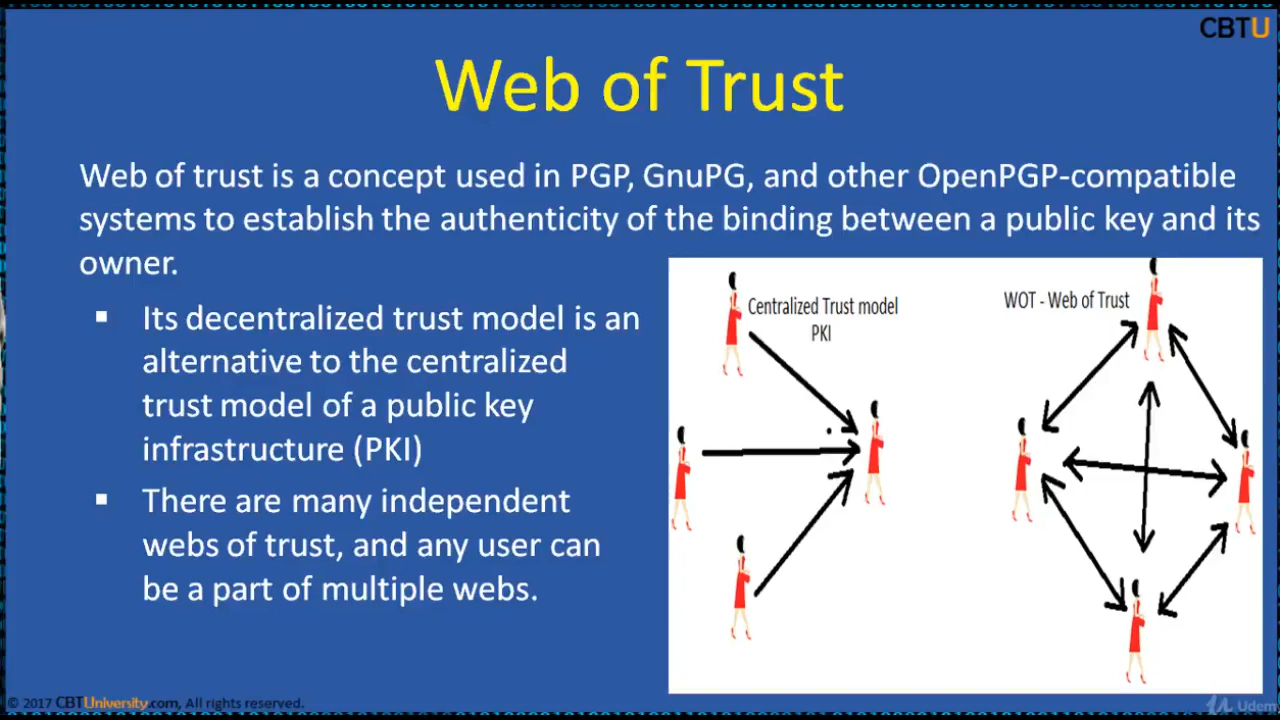 CBTU
Web of Trust
Web of trust is a concept used in PGP, GnuPG, and other OpenPGP-compatible
systems to establish the authenticity of the binding between a public key and its
owner.
▪ Its decentralized trust model is an
alternative to the centralized
trust model of a public key
infrastructure (PKI)
▪ There are many independent
webs of trust, and any user can
be a part of multiple webs.
Centralized Trust model
PKI
WOT - Web of Trust
© 2017 CBTUniversity.com, All rights reserved.